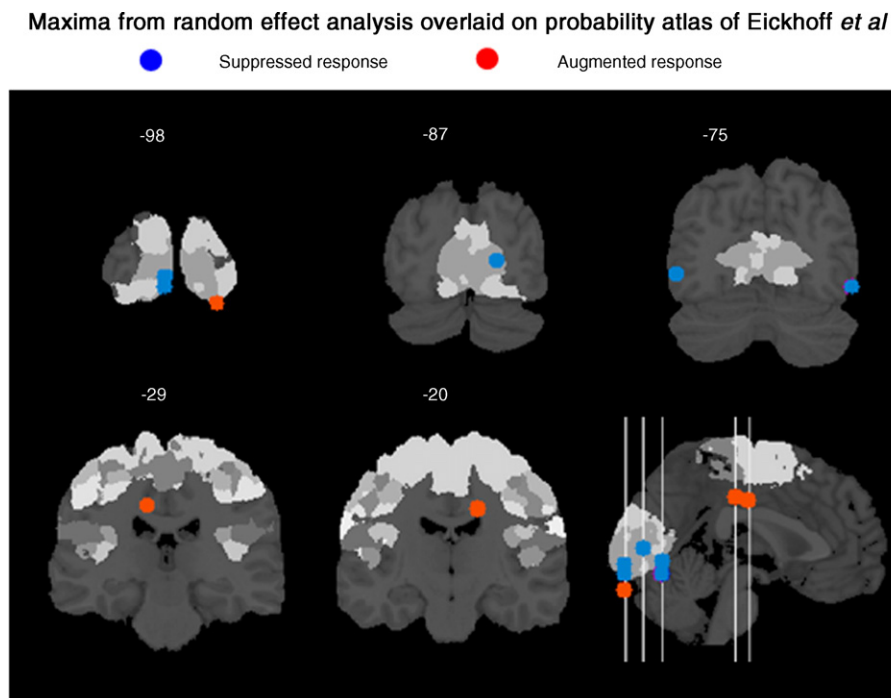 Maxima from random effect analysis overlaid on probability atlas of Eickhoff et al
Suppressed response Augmented response
-98 -87 -75
-29 -20